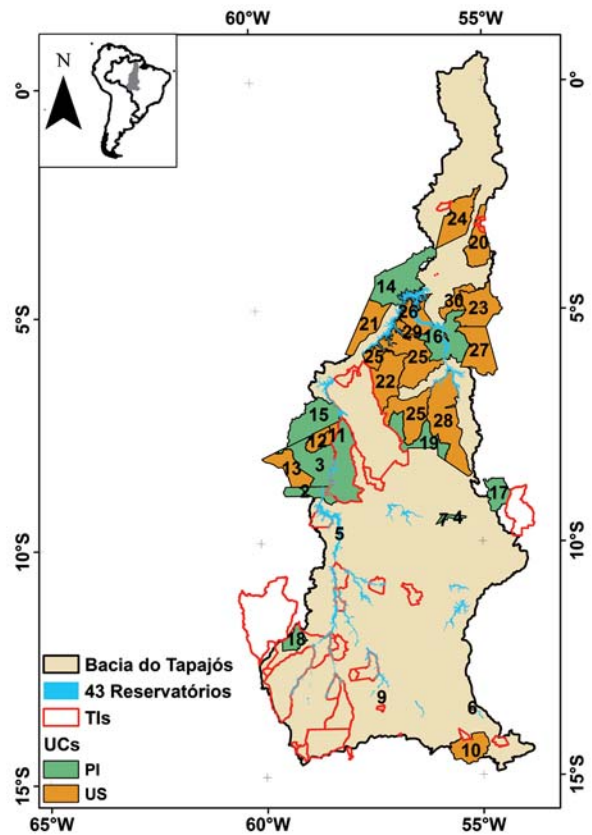 60°W 55°W
N
0° 0°
24
20
14
30
23
26
21
29
16
5°S 5°S
25 25 27
22
15 25 28
12 11 19
3
13
2 17
7 4
5
10°S 10°S
18
Bacia do Tapajós
43 Reservatórios
TIs
9
6
UCs
PI
10
US
15°S 15°S
65°W 60°W 55°W